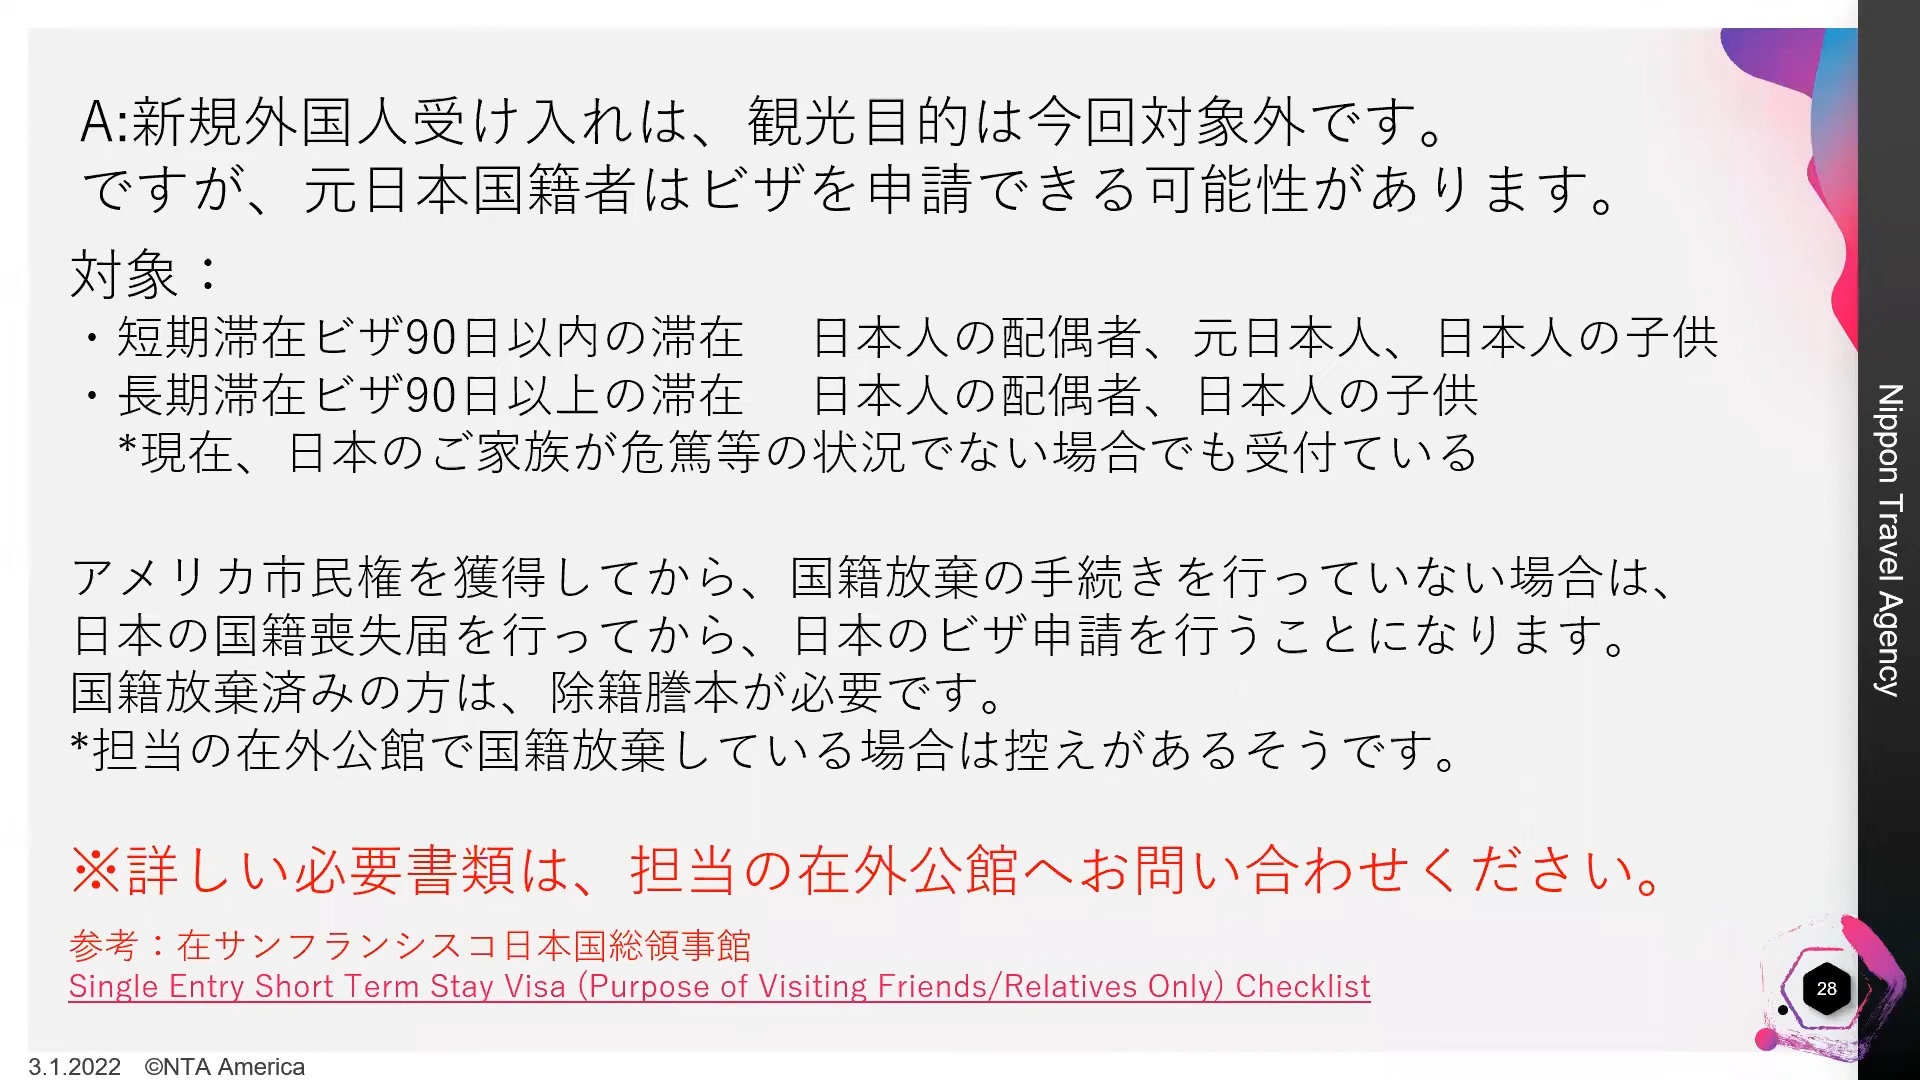 A:新規外国人受け入れは、観光目的は今回対象外です。
ですが、元日本国籍者はビザを申請できる可能性があります。
対象：
・短期滞在ビザ90日以内の滞在　日本人の配偶者、元日本人、日本人の子供
・長期滞在ビザ90日以上の滞在　日本人の配偶者、日本人の子供
*現在、日本のご家族が危篤等の状況でない場合でも受付ている
アメリカ市民権を獲得してから、国籍放棄の手続きを行っていない場合は、
日本の国籍喪失届を行ってから、日本のビザ申請を行うことになります。
国籍放棄済みの方は、除籍謄本が必要です。
*担当の在外公館で国籍放棄している場合は控えがあるそうです。
※詳しい必要書類は、担当の在外公館へお問い合わせください。
参考：在サンフランシスコ日本国総領事館
Single Entry Short Term Stay Visa (Purpose of Visiting Friends/Relatives Only) Checklist
Nippon Travel Agency
28
3.1.2022 ©NTA America